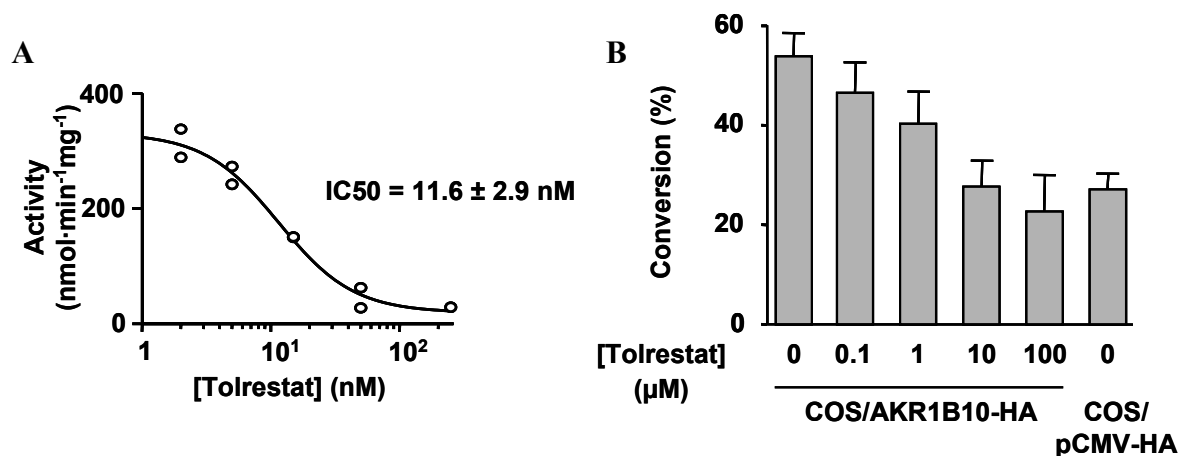 A
Activity
(nmol·min⁻¹mg⁻¹)
400
200
0
IC50 = 11.6 ± 2.9 nM
1
10¹
10²
[Tolrestat] (nM)
B
Conversion (%)
60
40
20
0
[Tolrestat]
(µM)
0 0.1 1 10 100 0
COS/AKR1B10-HA
COS/
pCMV-HA